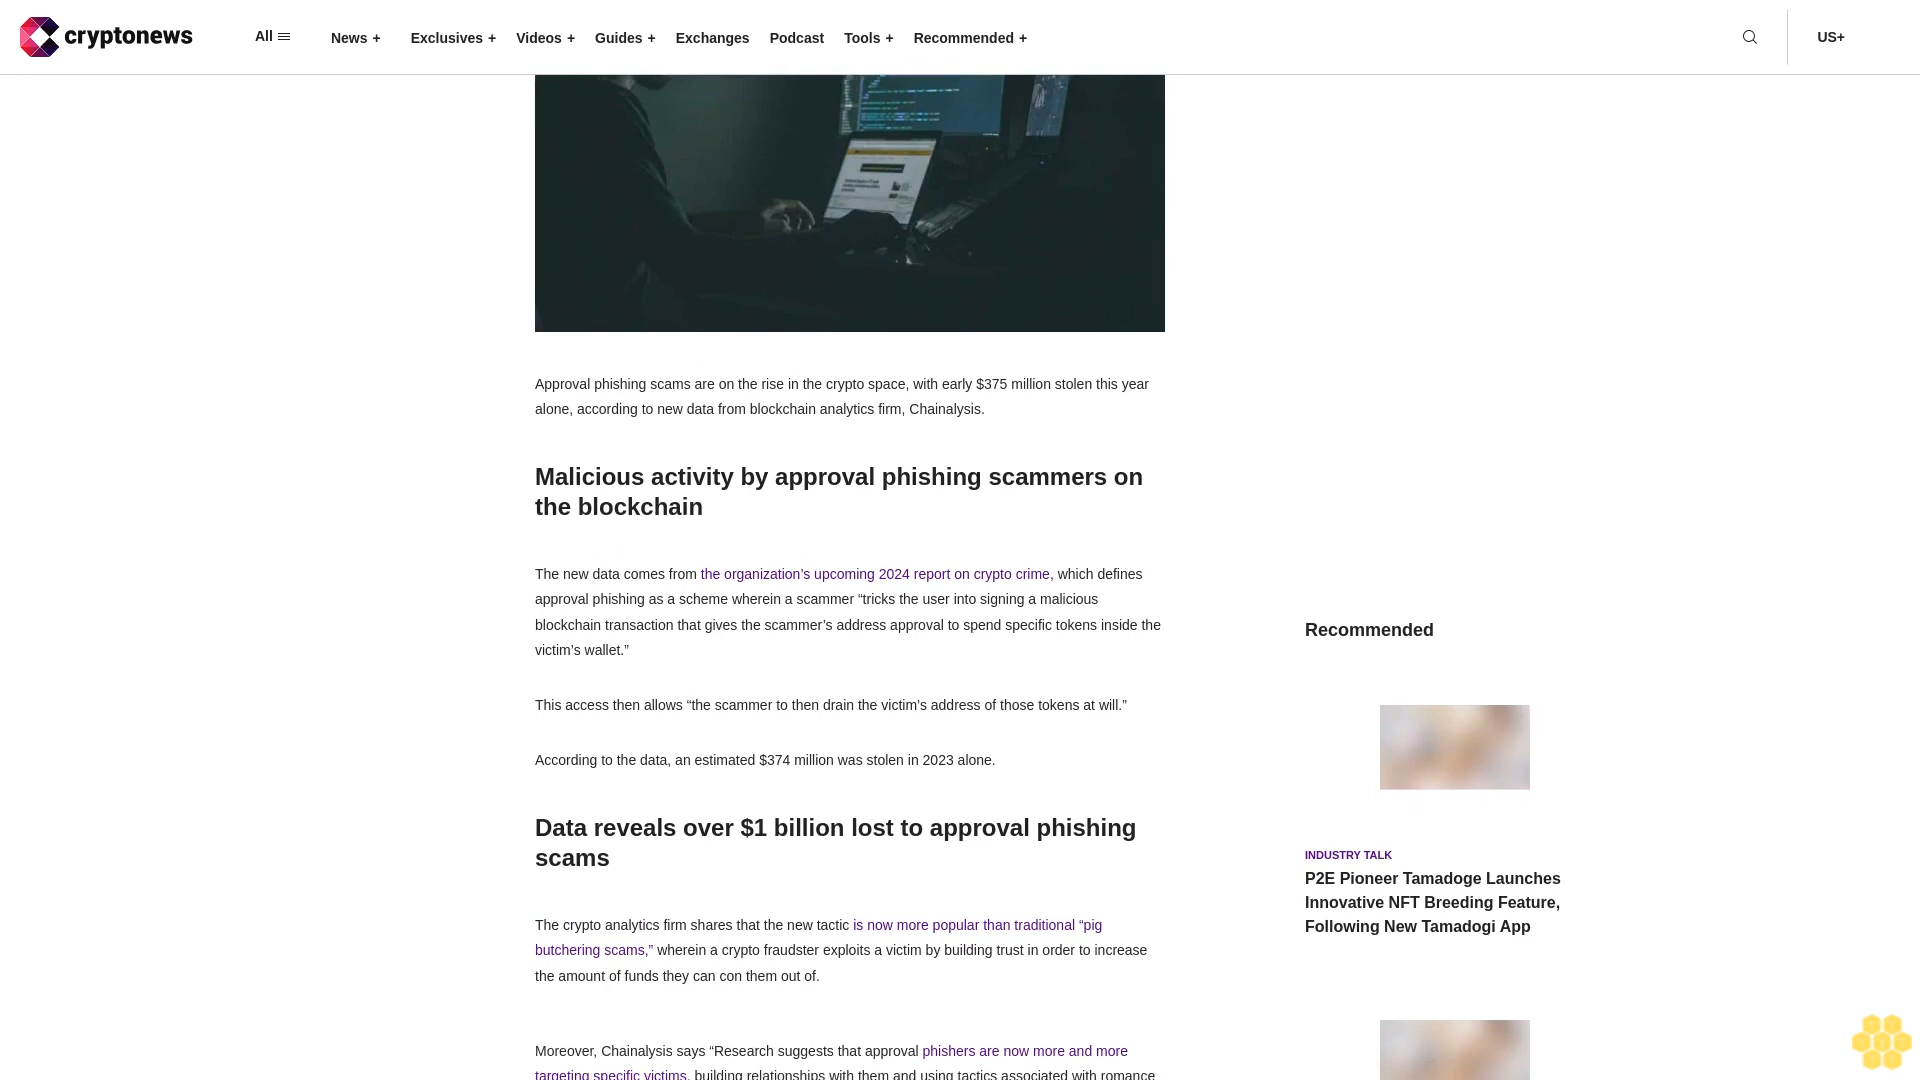 cryptonews
All
News +
Exclusives +
Videos +
Guides +
Exchanges
Podcast
Tools +
Recommended +
US+
Approval phishing scams are on the rise in the crypto space, with early $375 million stolen this year
alone, according to new data from blockchain analytics firm, Chainalysis.
Malicious activity by approval phishing scammers on
the blockchain
The new data comes from the organization’s upcoming 2024 report on crypto crime, which defines
approval phishing as a scheme wherein a scammer “tricks the user into signing a malicious
blockchain transaction that gives the scammer’s address approval to spend specific tokens inside the
victim’s wallet.”
This access then allows “the scammer to then drain the victim’s address of those tokens at will.”
According to the data, an estimated $374 million was stolen in 2023 alone.
Data reveals over $1 billion lost to approval phishing
scams
The crypto analytics firm shares that the new tactic is now more popular than traditional “pig
butchering scams,” wherein a crypto fraudster exploits a victim by building trust in order to increase
the amount of funds they can con them out of.
Moreover, Chainalysis says “Research suggests that approval phishers are now more and more
targeting specific victims, building relationships with them and using tactics associated with romance
Recommended
INDUSTRY TALK
P2E Pioneer Tamadoge Launches
Innovative NFT Breeding Feature,
Following New Tamadogi App